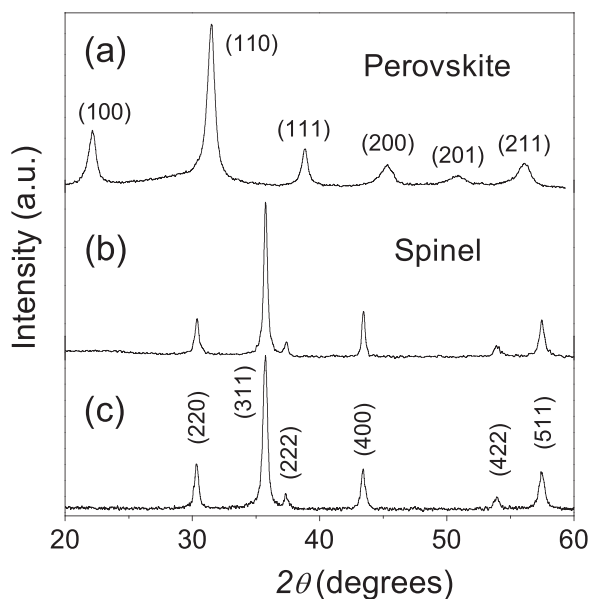 (a)
Perovskite
(100)
(110)
(111)
(200)
(201)
(211)
(b)
Spinel
(c)
(220)
(311)
(222)
(400)
(422)
(511)
Intensity (a.u.)
20
30
40
50
60
2θ (degrees)